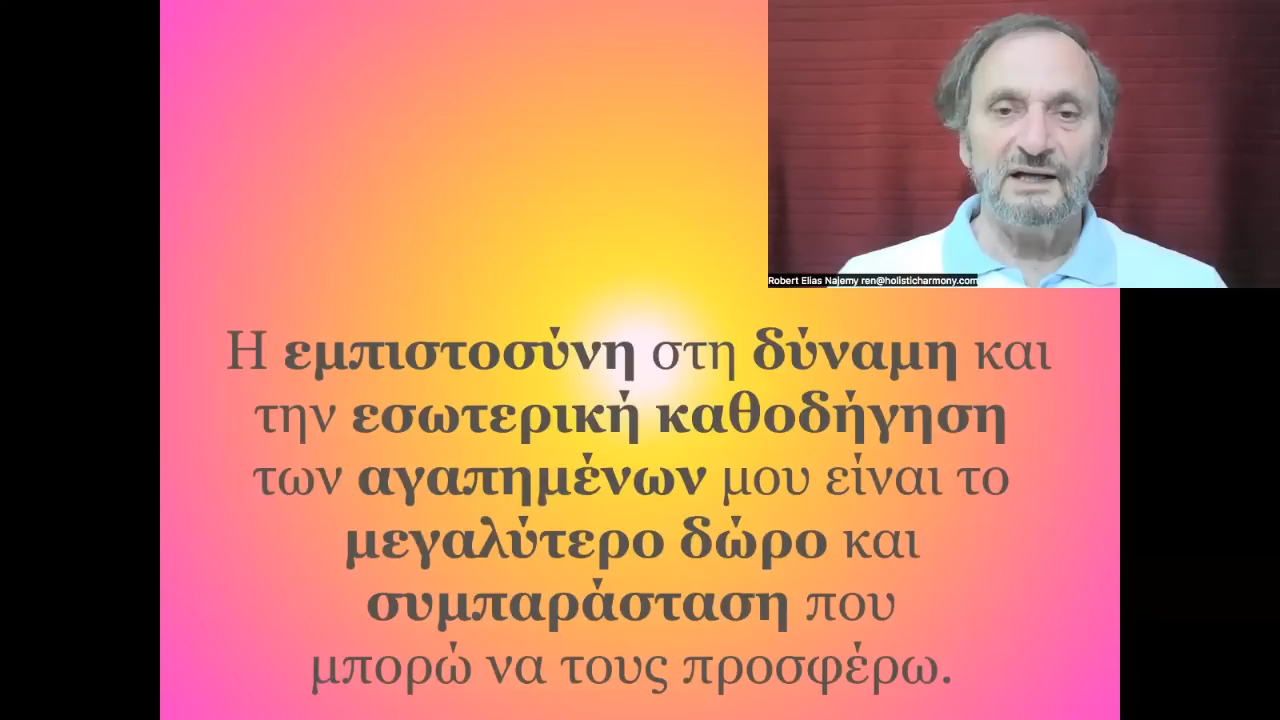 Robert Elias Najemy ren@holisticharmony.com
Η εμπιστοσύνη στη δύναμη και
την εσωτερική καθοδήγηση
των αγαπημένων μου είναι το
μεγαλύτερο δώρο και
συμπαράσταση που
μπορώ να τους προσφέρω.